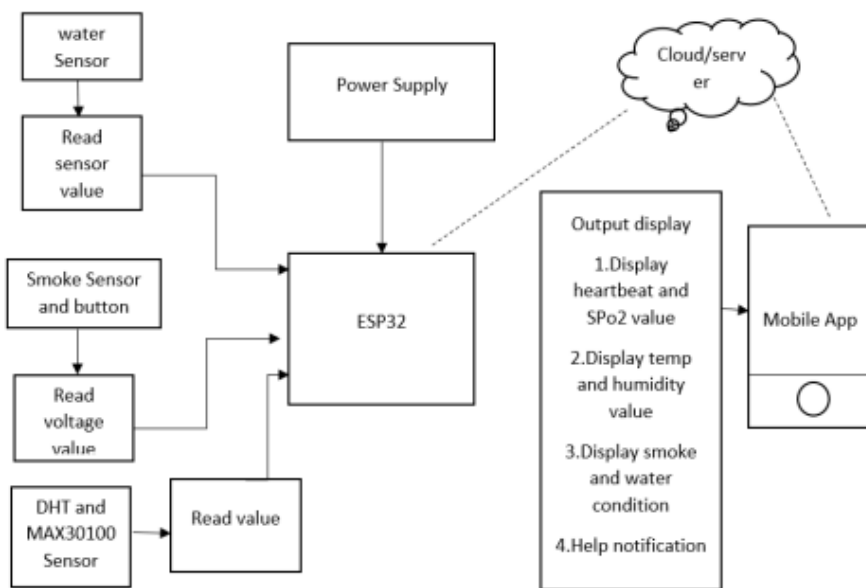 water
Sensor
Read
sensor
value
Smoke Sensor
and button
Read
voltage
value
DHT and
MAX30100
Sensor
Read value
Power Supply
ESP32
Cloud/serv
er
Output display
1.Display
heartbeat and
SPo2 value
2.Display temp
and humidity
value
3.Display smoke
and water
condition
4.Help notification
Mobile App